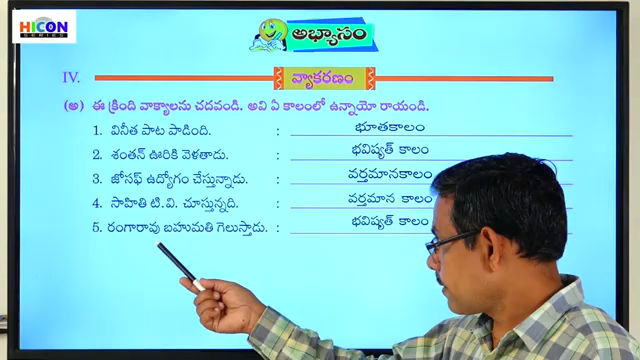 HICON
SERIES
అభ్యాసం
IV. వ్యాకరణం
(అ) ఈ క్రింది వాక్యాలను చదవండి. అవి ఏ కాలంలో ఉన్నాయో రాయండి.
1. వినీత పాట పాడింది. : భూతకాలం
2. శంతన్ ఊరికి వెళతాడు. : భవిష్యత్ కాలం
3. జోసఫ్ ఉద్యోగం చేస్తున్నాడు. : వర్తమానకాలం
4. సాహితి టి.వి. చూస్తున్నది. : వర్తమాన కాలం
5. రంగారావు బహుమతి గెలుస్తాడు. : భవిష్యత్ కాలం